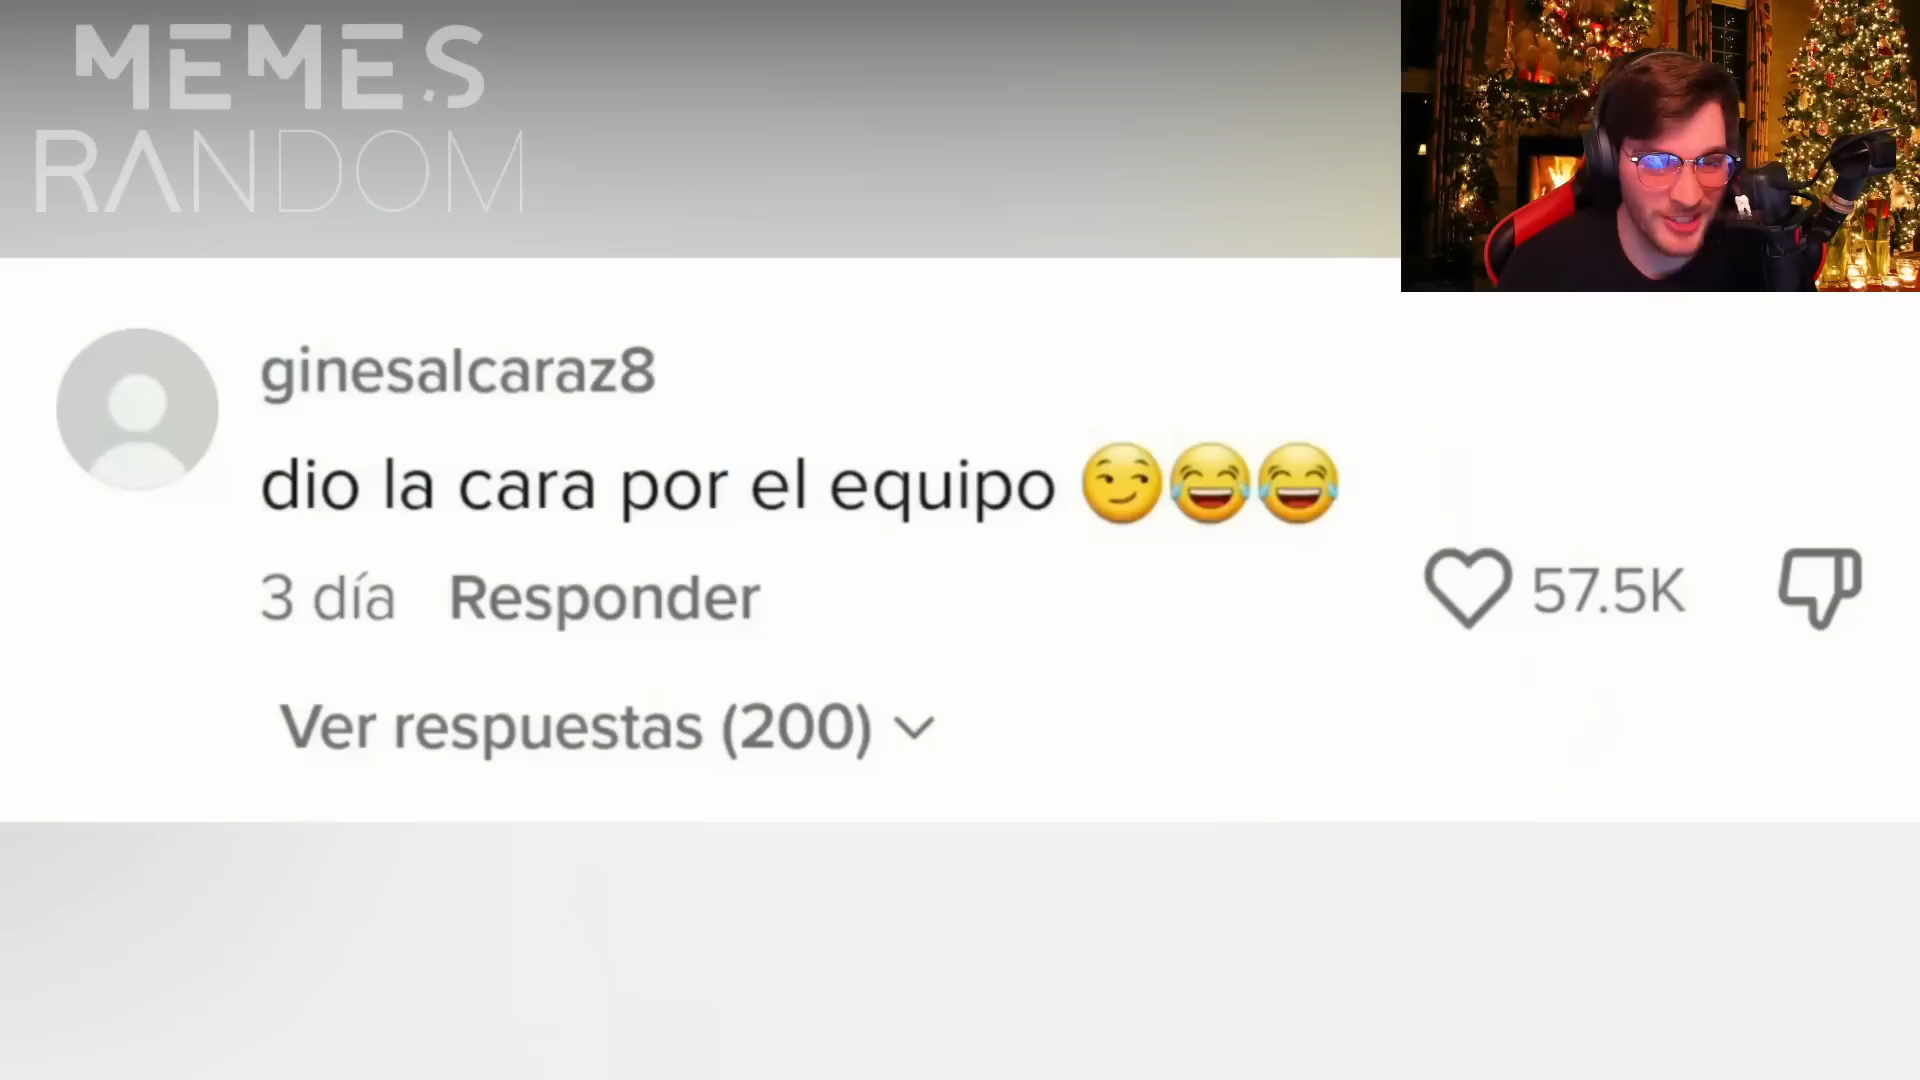 MEMES
RANDOM
ginesalcaraz8
dio la cara por el equipo 😏😂😂
3 día Responder
57.5K
Ver respuestas (200)